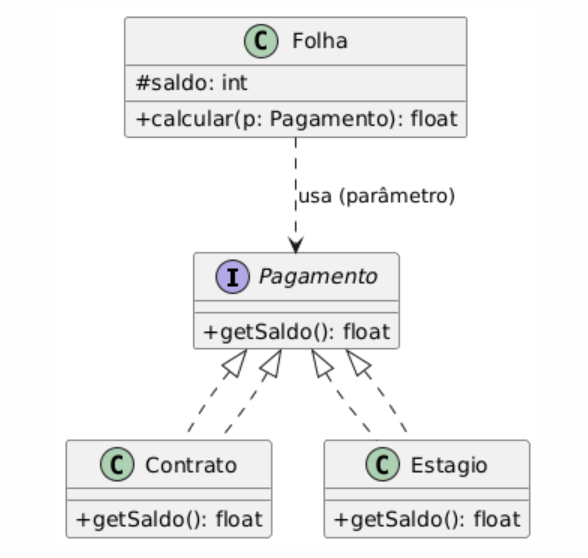 C Folha
#saldo: int
+calcular(p: Pagamento): float
usa (parâmetro)
I Pagamento
+getSaldo(): float
C Contrato
+getSaldo(): float
C Estagio
+getSaldo(): float